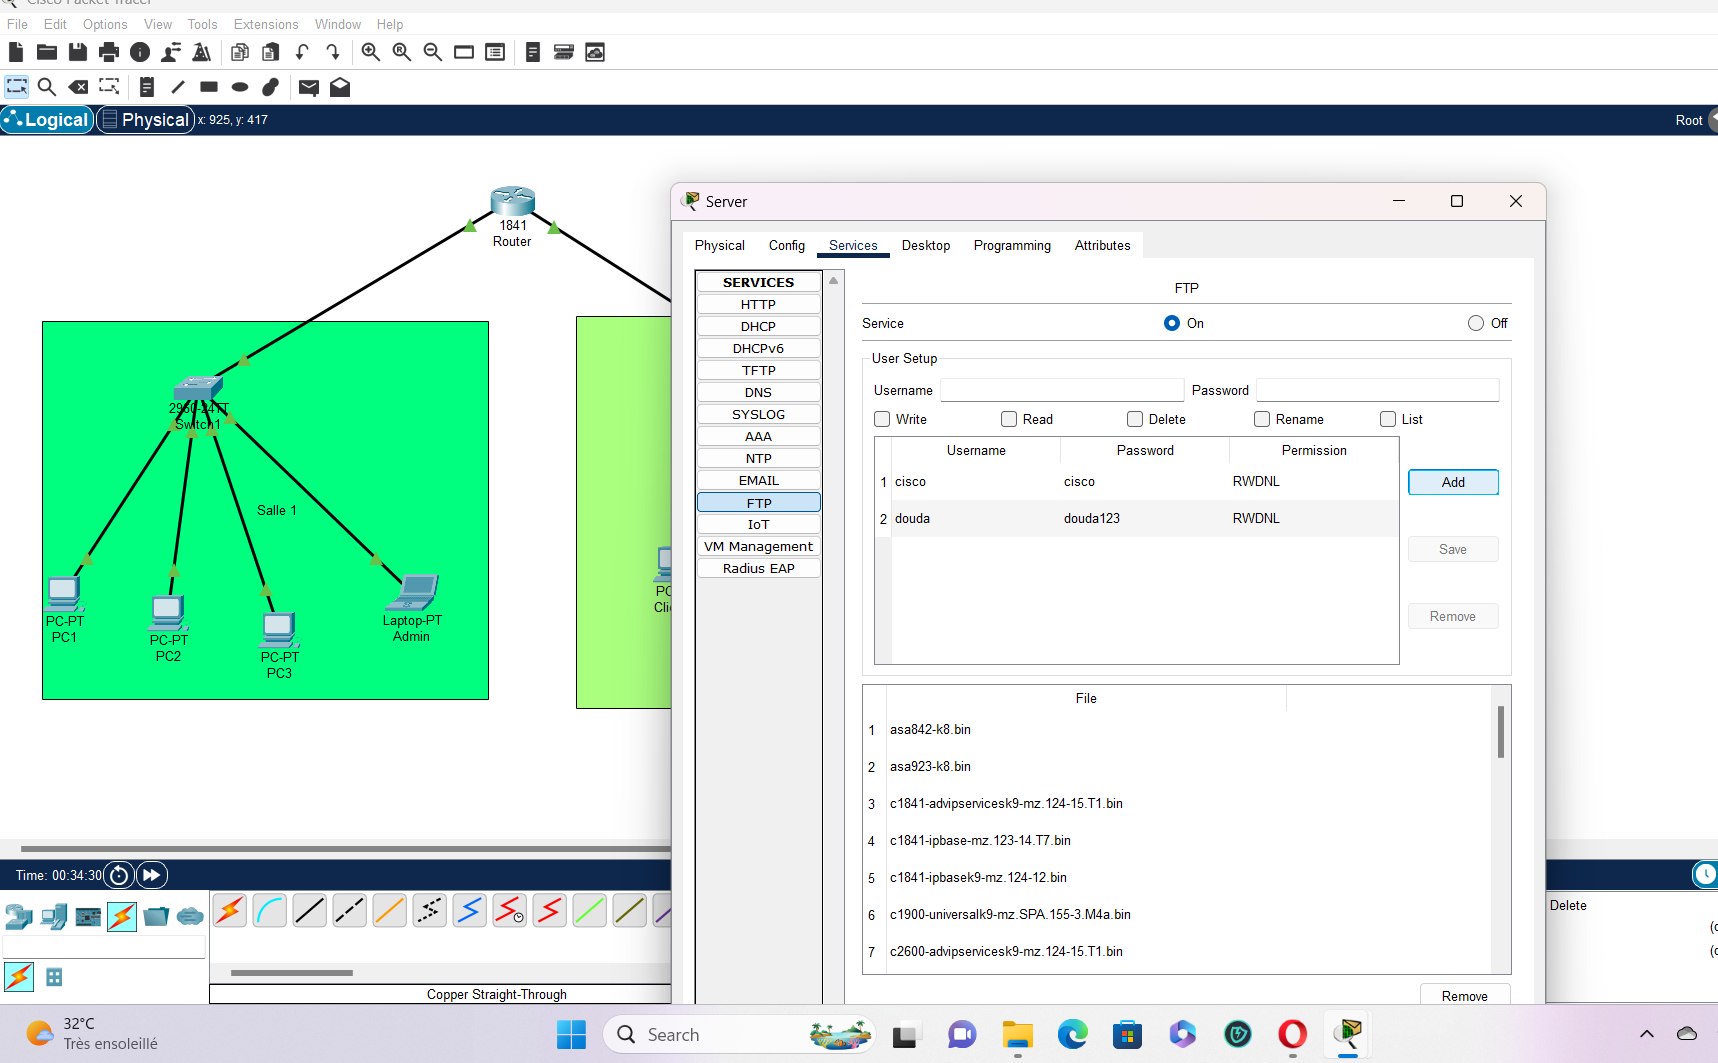 Cisco Packet Tracer
File Edit Options View Tools Extensions Window Help
Logical Physical x: 925, y: 417 Root
1841
Router
2960-24TT
Switch1
Salle 1
PC-PT
PC1
PC-PT
PC2
PC-PT
PC3
Laptop-PT
Admin
PC
Cli
Server
Physical Config Services Desktop Programming Attributes
SERVICES
HTTP
DHCP
DHCPv6
TFTP
DNS
SYSLOG
AAA
NTP
EMAIL
FTP
IoT
VM Management
Radius EAP
FTP
Service On Off
User Setup
Username Password
Write Read Delete Rename List
Username Password Permission
1 cisco cisco RWDNL
2 douda douda123 RWDNL
Add
Save
Remove
File
1 asa842-k8.bin
2 asa923-k8.bin
3 c1841-advipservicesk9-mz.124-15.T1.bin
4 c1841-ipbase-mz.123-14.T7.bin
5 c1841-ipbasek9-mz.124-12.bin
6 c1900-universalk9-mz.SPA.155-3.M4a.bin
7 c2600-advipservicesk9-mz.124-15.T1.bin
Remove
Time: 00:34:30
Delete
Copper Straight-Through
32°C
Très ensoleillé
Search